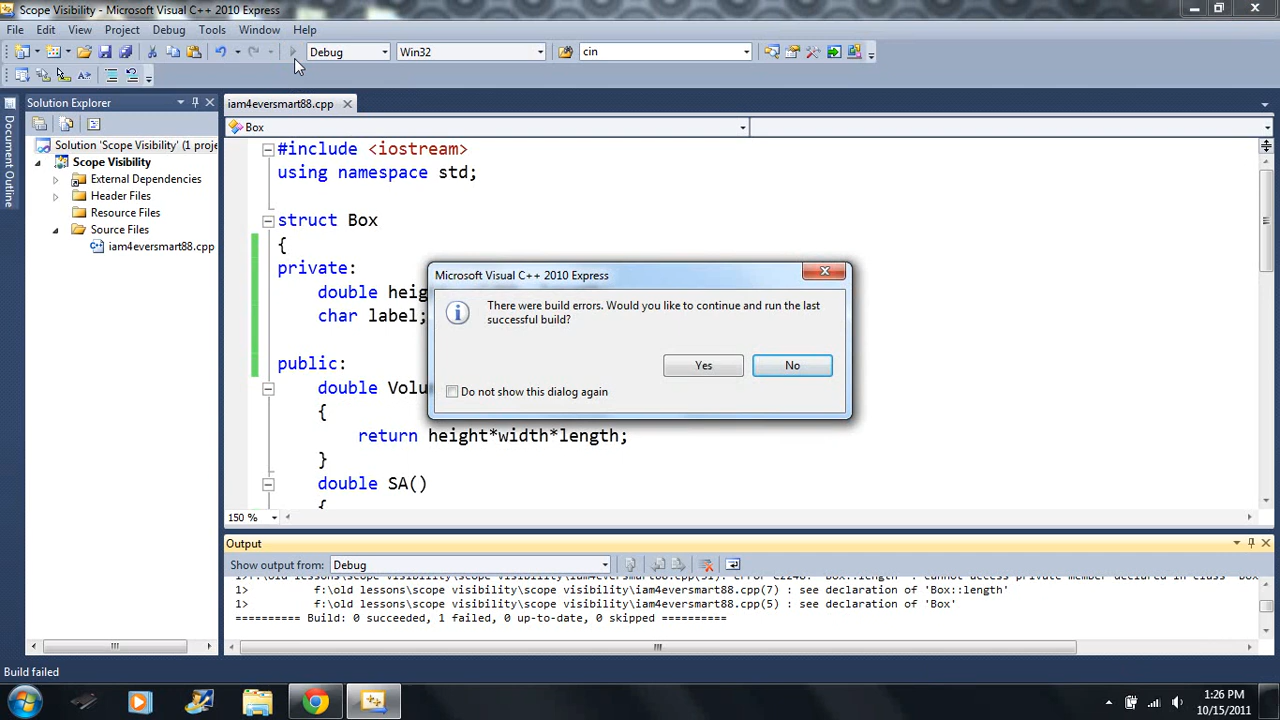 Scope Visibility - Microsoft Visual C++ 2010 Express
File Edit View Project Debug Tools Window Help
Debug Win32 cin
Solution Explorer
iam4eversmart88.cpp
Document Outline
Box
Solution 'Scope Visibility' (1 proje
Scope Visibility
External Dependencies
Header Files
Resource Files
Source Files
iam4eversmart88.cpp
#include <iostream>
using namespace std;
struct Box
{
private:
double heig
char label;
public:
double Volu
{
return height*width*length;
}
double SA()
{
Microsoft Visual C++ 2010 Express
There were build errors. Would you like to continue and run the last
successful build?
Yes No
Do not show this dialog again
150 %
Output
Show output from: Debug
1> f:\old lessons\scope visibility\scope visibility\iam4eversmart88.cpp(7) : see declaration of 'Box::length'
1> f:\old lessons\scope visibility\scope visibility\iam4eversmart88.cpp(5) : see declaration of 'Box'
========== Build: 0 succeeded, 1 failed, 0 up-to-date, 0 skipped ==========
Build failed
1:26 PM
10/15/2011